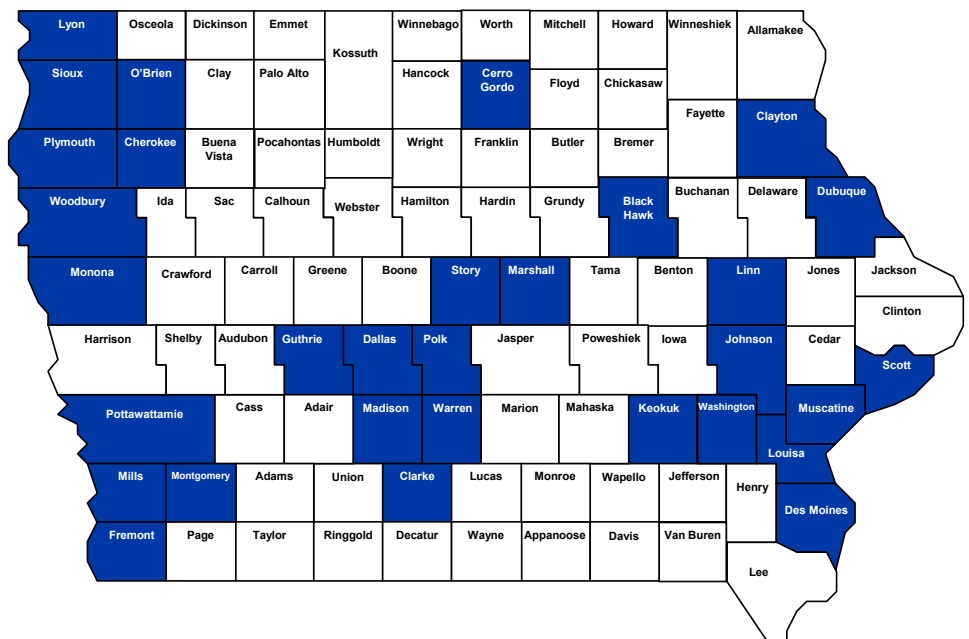 Lyon
Osceola
Dickinson
Emmet
Kossuth
Winnebago
Worth
Mitchell
Howard
Winneshiek
Allamakee
Sioux
O'Brien
Clay
Palo Alto
Hancock
Cerro
Gordo
Floyd
Chickasaw
Fayette
Clayton
Plymouth
Cherokee
Buena
Vista
Pocahontas
Humboldt
Wright
Franklin
Butler
Bremer
Woodbury
Ida
Sac
Calhoun
Webster
Hamilton
Hardin
Grundy
Black
Hawk
Buchanan
Delaware
Dubuque
Monona
Crawford
Carroll
Greene
Boone
Story
Marshall
Tama
Benton
Linn
Jones
Jackson
Clinton
Harrison
Shelby
Audubon
Guthrie
Dallas
Polk
Jasper
Poweshiek
Iowa
Johnson
Cedar
Scott
Pottawattamie
Cass
Adair
Madison
Warren
Marion
Mahaska
Keokuk
Washington
Muscatine
Louisa
Mills
Montgomery
Adams
Union
Clarke
Lucas
Monroe
Wapello
Jefferson
Henry
Des Moines
Fremont
Page
Taylor
Ringgold
Decatur
Wayne
Appanoose
Davis
Van Buren
Lee